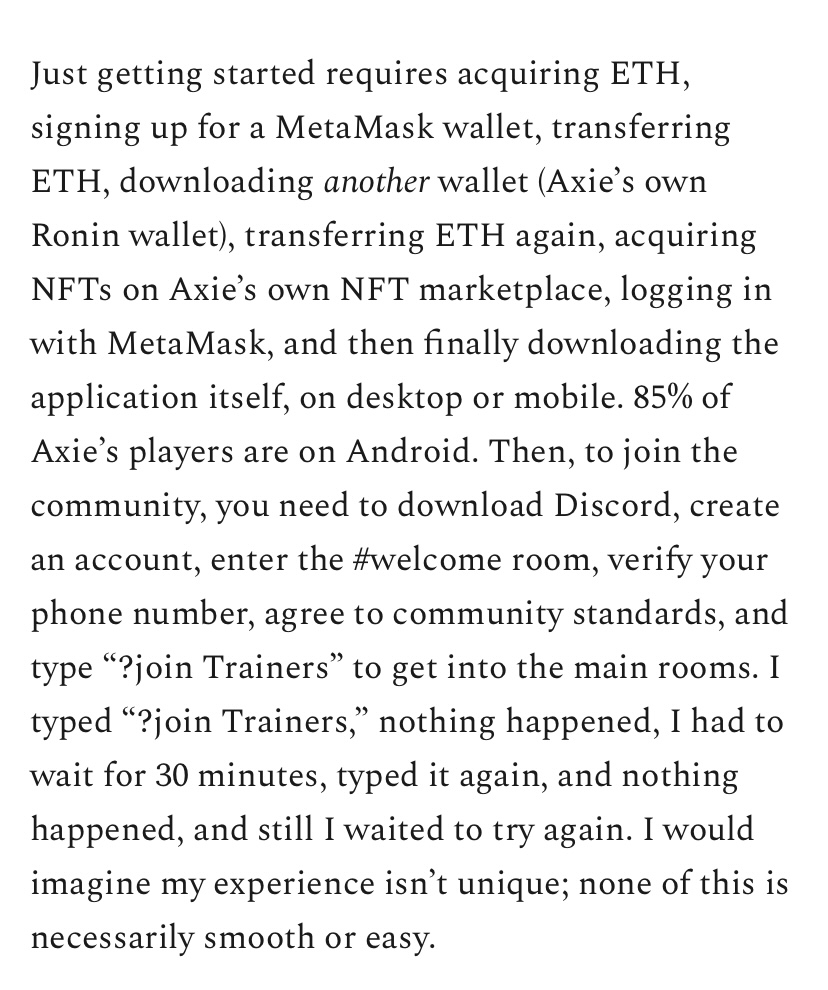 Just getting started requires acquiring ETH,
signing up for a MetaMask wallet, transferring
ETH, downloading another wallet (Axie’s own
Ronin wallet), transferring ETH again, acquiring
NFTs on Axie’s own NFT marketplace, logging in
with MetaMask, and then finally downloading the
application itself, on desktop or mobile. 85% of
Axie’s players are on Android. Then, to join the
community, you need to download Discord, create
an account, enter the #welcome room, verify your
phone number, agree to community standards, and
type “?join Trainers” to get into the main rooms. I
typed “?join Trainers,” nothing happened, I had to
wait for 30 minutes, typed it again, and nothing
happened, and still I waited to try again. I would
imagine my experience isn’t unique; none of this is
necessarily smooth or easy.